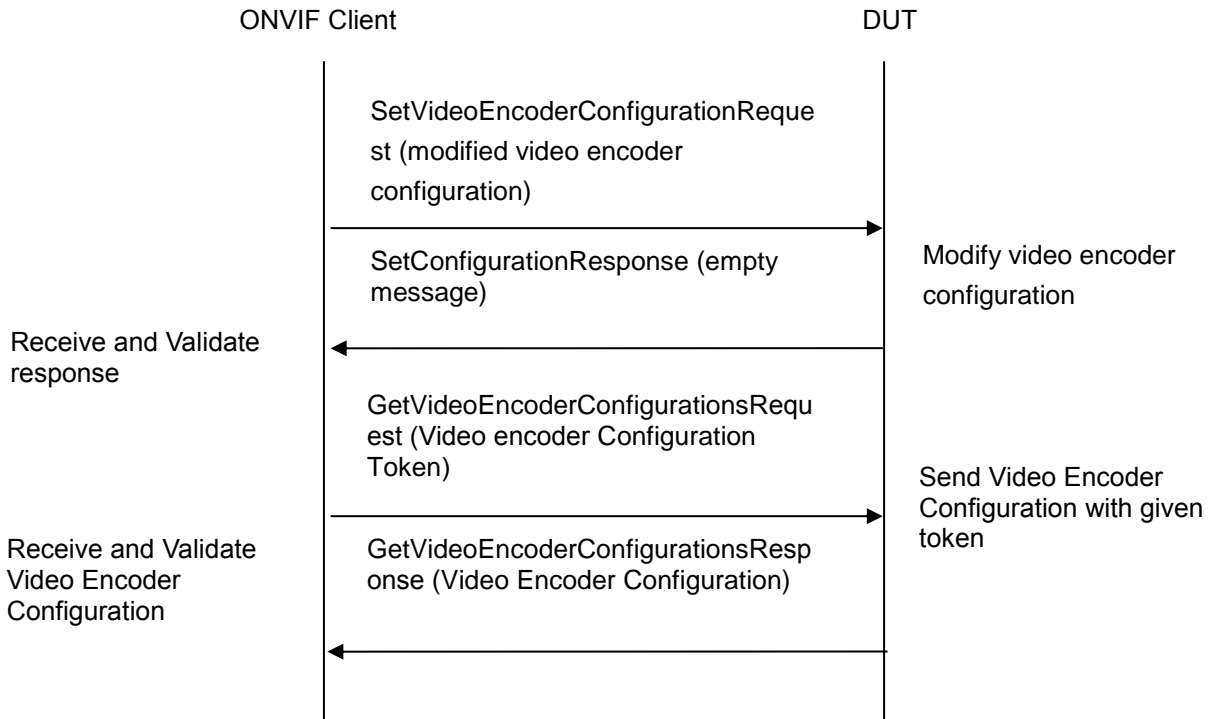 ONVIF Client
DUT
SetVideoEncoderConfigurationReque
st (modified video encoder
configuration)
SetConfigurationResponse (empty
message)
Modify video encoder
configuration
Receive and Validate
response
GetVideoEncoderConfigurationsRequ
est (Video encoder Configuration
Token)
Send Video Encoder
Configuration with given
token
Receive and Validate
Video Encoder
Configuration
GetVideoEncoderConfigurationsResp
onse (Video Encoder Configuration)